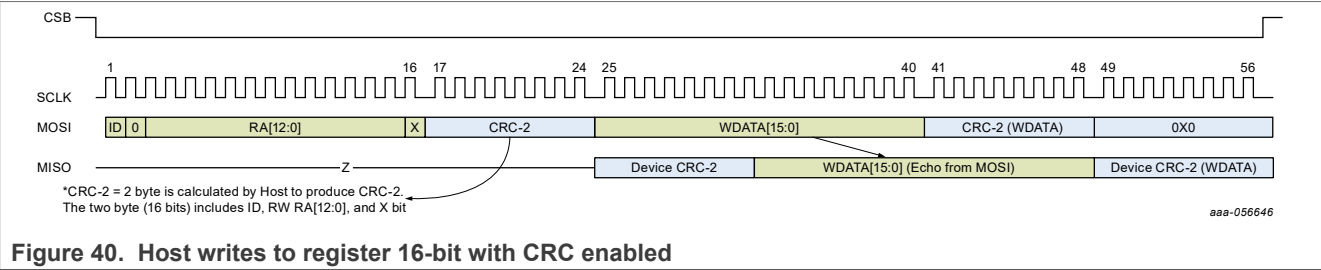 CSB
1 16 17 24 25 40 41 48 49 56
SCLK
MOSI ID 0 RA[12:0] X CRC-2 WDATA[15:0] CRC-2 (WDATA) 0X0
MISO Z Device CRC-2 WDATA[15:0] (Echo from MOSI) Device CRC-2 (WDATA)
*CRC-2 = 2 byte is calculated by Host to produce CRC-2.
The two byte (16 bits) includes ID, RW RA[12:0], and X bit
aaa-056646
Figure 40. Host writes to register 16-bit with CRC enabled